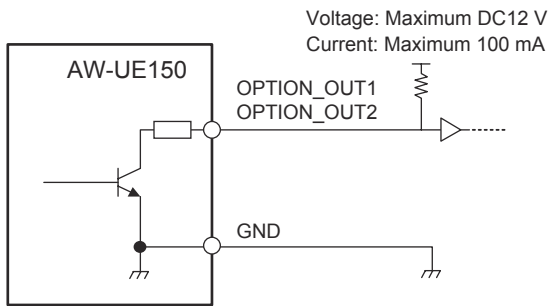 Voltage: Maximum DC12 V
Current: Maximum 100 mA
AW-UE150
OPTION_OUT1
OPTION_OUT2
GND